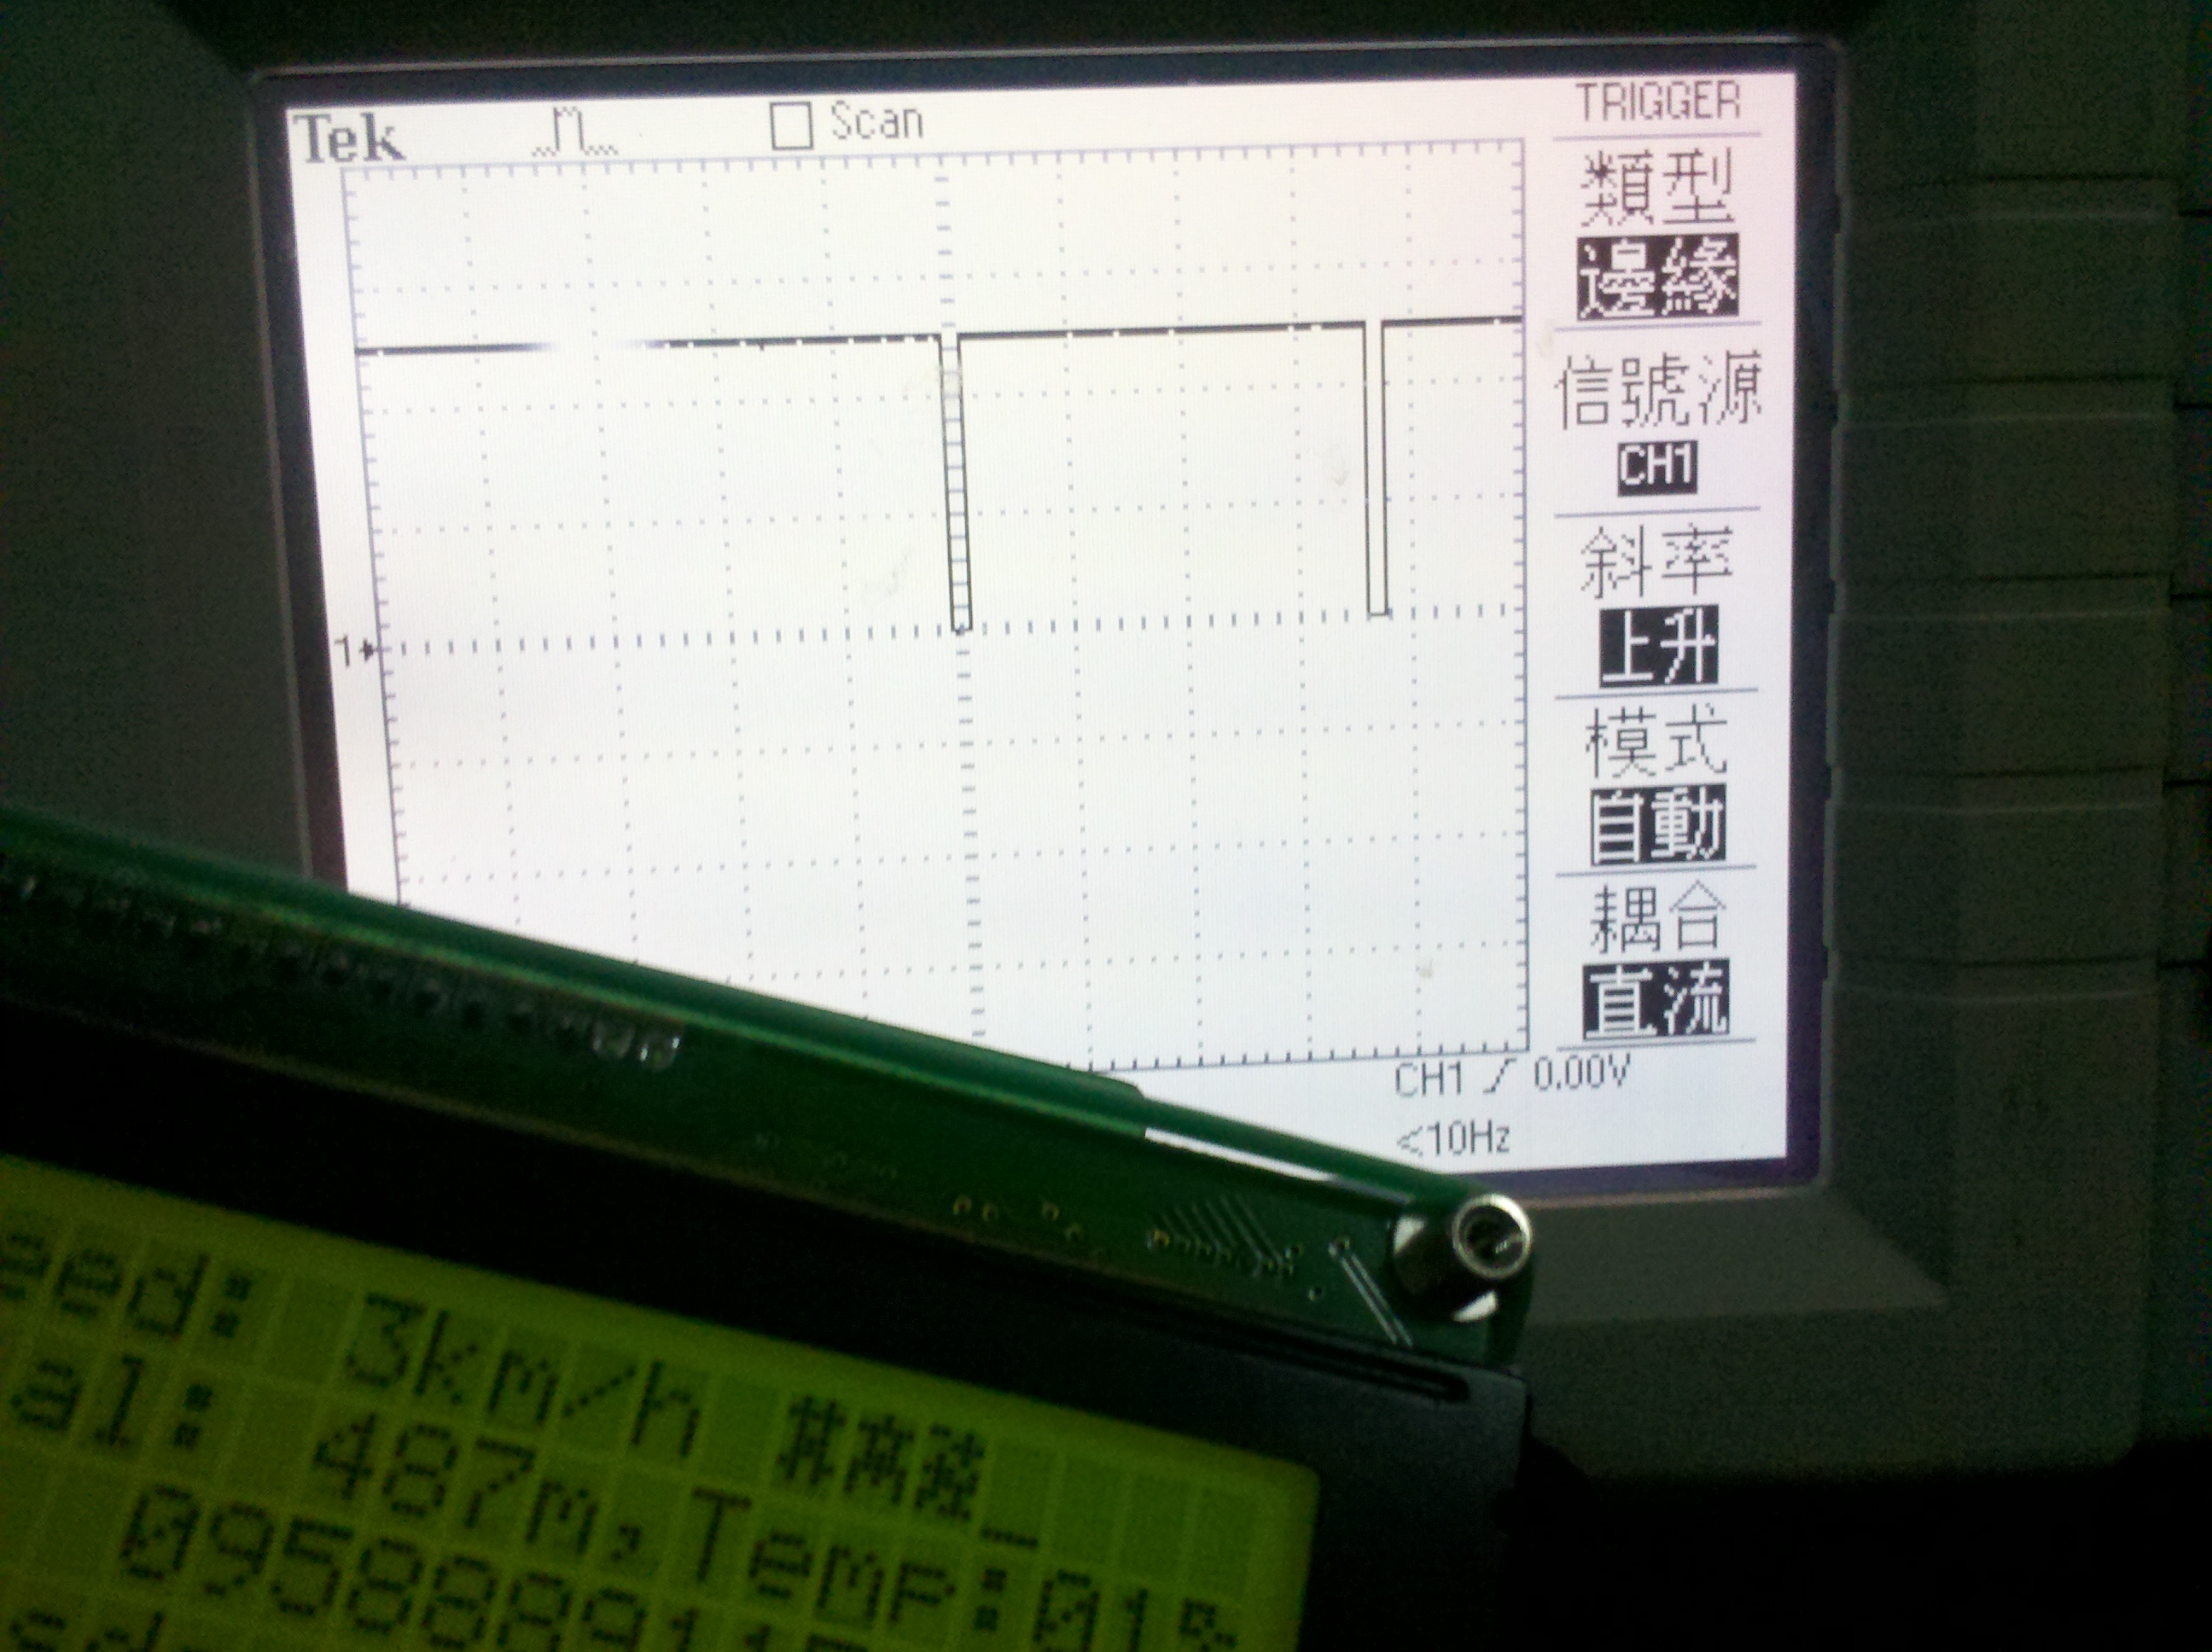 Tek Scan
TRIGGER
類型
邊緣
信號源
CH1
斜率
上升
模式
自動
耦合
直流
1
CH1 0.00V
<10Hz
eed: 3km/h
al: 487m,Temp:01
09588891